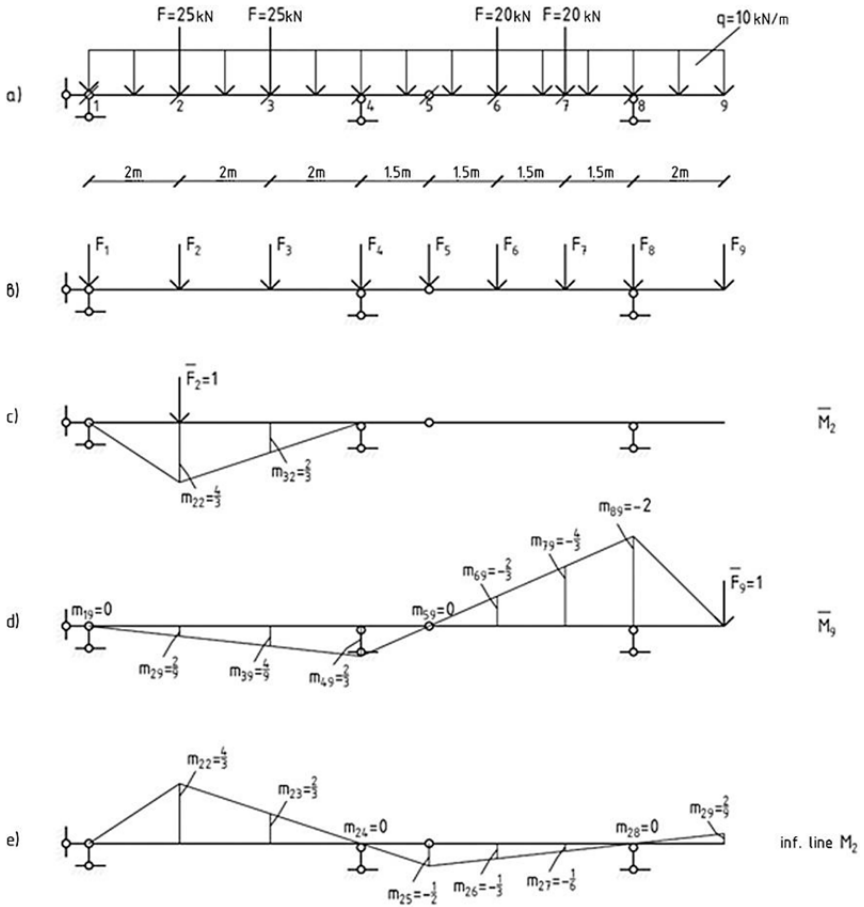 F=25kN F=25kN F=20kN F=20kN
q=10kN/m
a) 1 2 3 4 5 6 7 8 9
2m 2m 2m 1.5m 1.5m 1.5m 1.5m 2m
F₁ F₂ F₃ F₄ F₅ F₆ F₇ F₈ F₉
в)
F̅₂=1
c) M̅₂
m₃₂=2/3
m₂₂=4/3
m₈₉=-2
m₇₉=-4/3
m₆₉=-2/3
F̅₉=1
m₁₉=0 m₅₉=0
d) M̅₉
m₂₉=2/9 m₃₉=4/9 m₄₉=2/3
m₂₂=4/3
m₂₃=2/3
m₂₉=2/9
m₂₄=0 m₂₈=0
e) inf. line M₂
m₂₅=-1/2 m₂₆=-1/3 m₂₇=-1/6